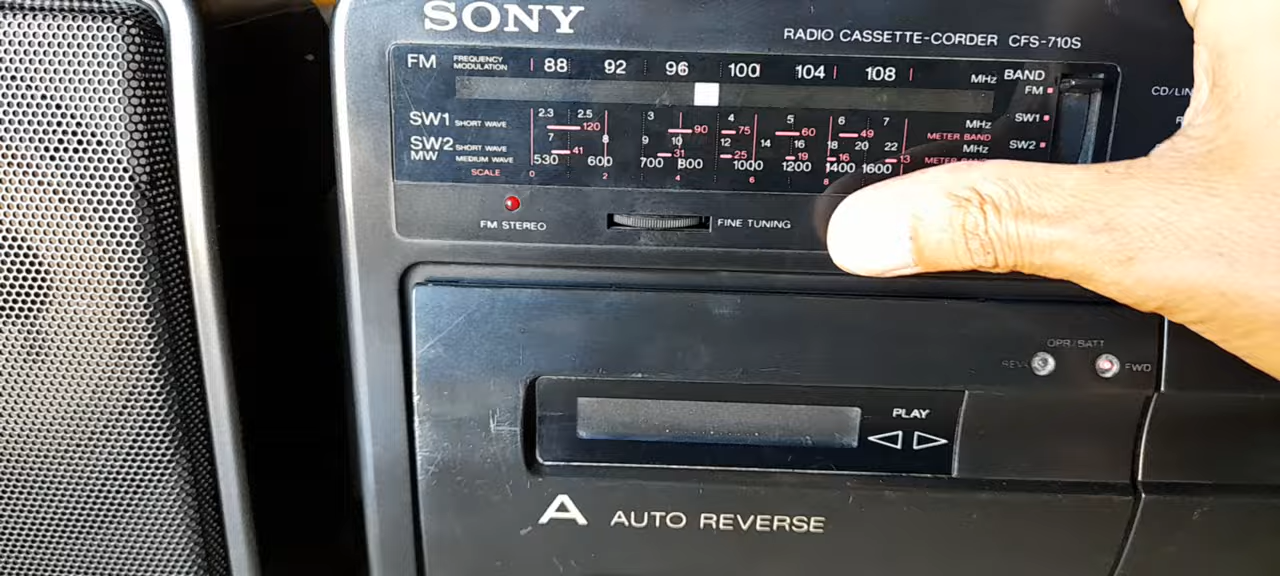 SONY
RADIO CASSETTE-CORDER CFS-710S
FM FREQUENCY MODULATION 88 92 96 100 104 108 MHz
BAND
FM
SW1
SW2
CD/LIN
SW1 SHORT WAVE 2.3 2.5 3 4 5 6 7 MHz
120 90 75 60 49 METER BAND
SW2 SHORT WAVE 7 8 9 10 12 14 16 18 20 22 MHz
41 31 25 19 16 13 METER BAN
MW MEDIUM WAVE 530 600 700 800 1000 1200 1400 1600
SCALE 0 2 4 6 8
FM STEREO
FINE TUNING
OPR/BATT
REV FWD
PLAY
A AUTO REVERSE